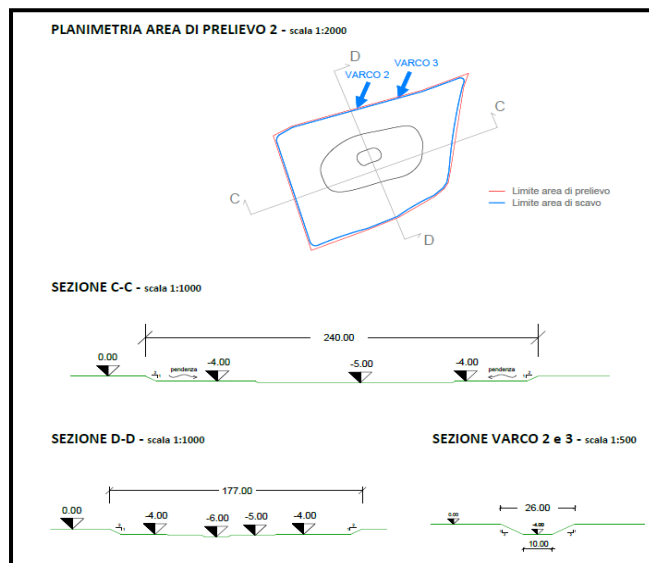 PLANIMETRIA AREA DI PRELIEVO 2 - scala 1:2000
D
VARCO 2
VARCO 3
C
C
D
Limite area di prelievo
Limite area di scavo
SEZIONE C-C - scala 1:1000
240.00
0.00
pendenza
-4.00
-5.00
-4.00
pendenza
SEZIONE D-D - scala 1:1000
177.00
0.00
-4.00
-6.00
-5.00
-4.00
SEZIONE VARCO 2 e 3 - scala 1:500
26.00
0.00
-4.00
10.00